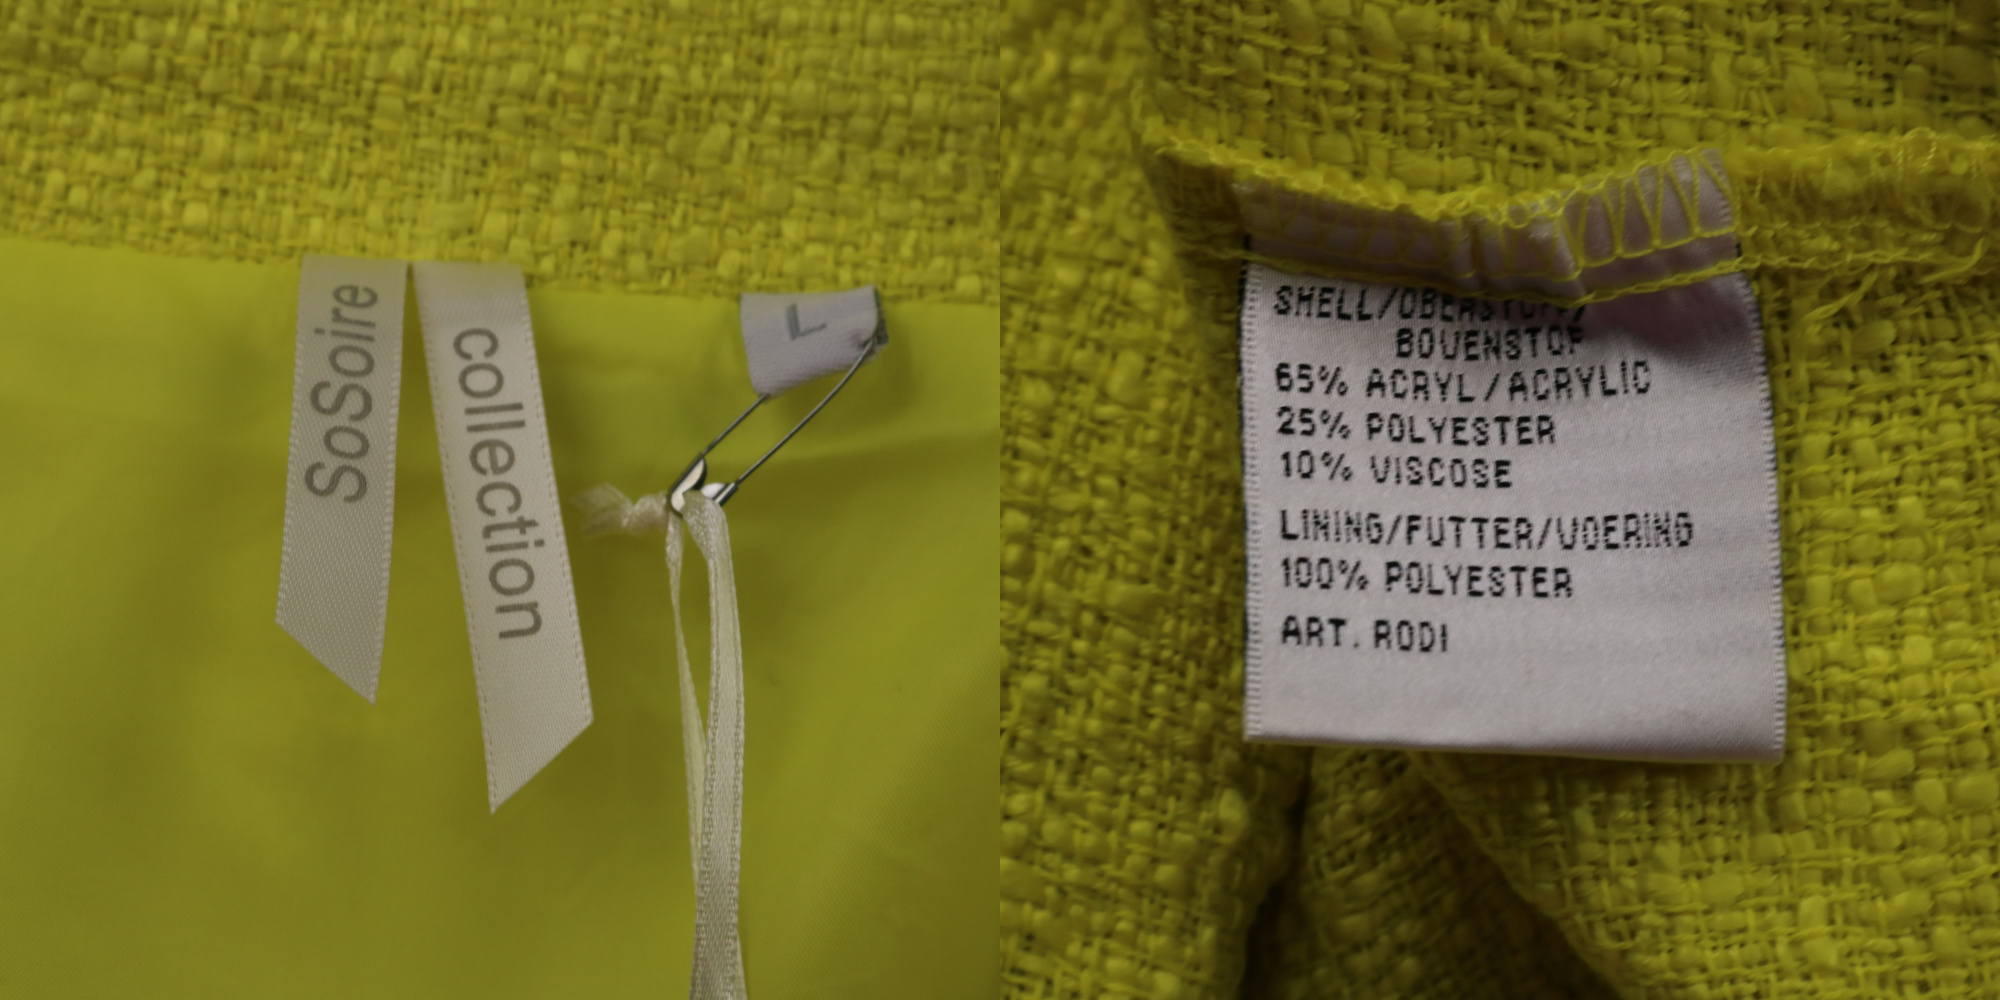 SoSoire
collection
L
SHELL/OBERSTOFF/
BOVENSTOF
65% ACRYL/ACRYLIC
25% POLYESTER
10% VISCOSE
LINING/FUTTER/VOERING
100% POLYESTER
ART. RODI